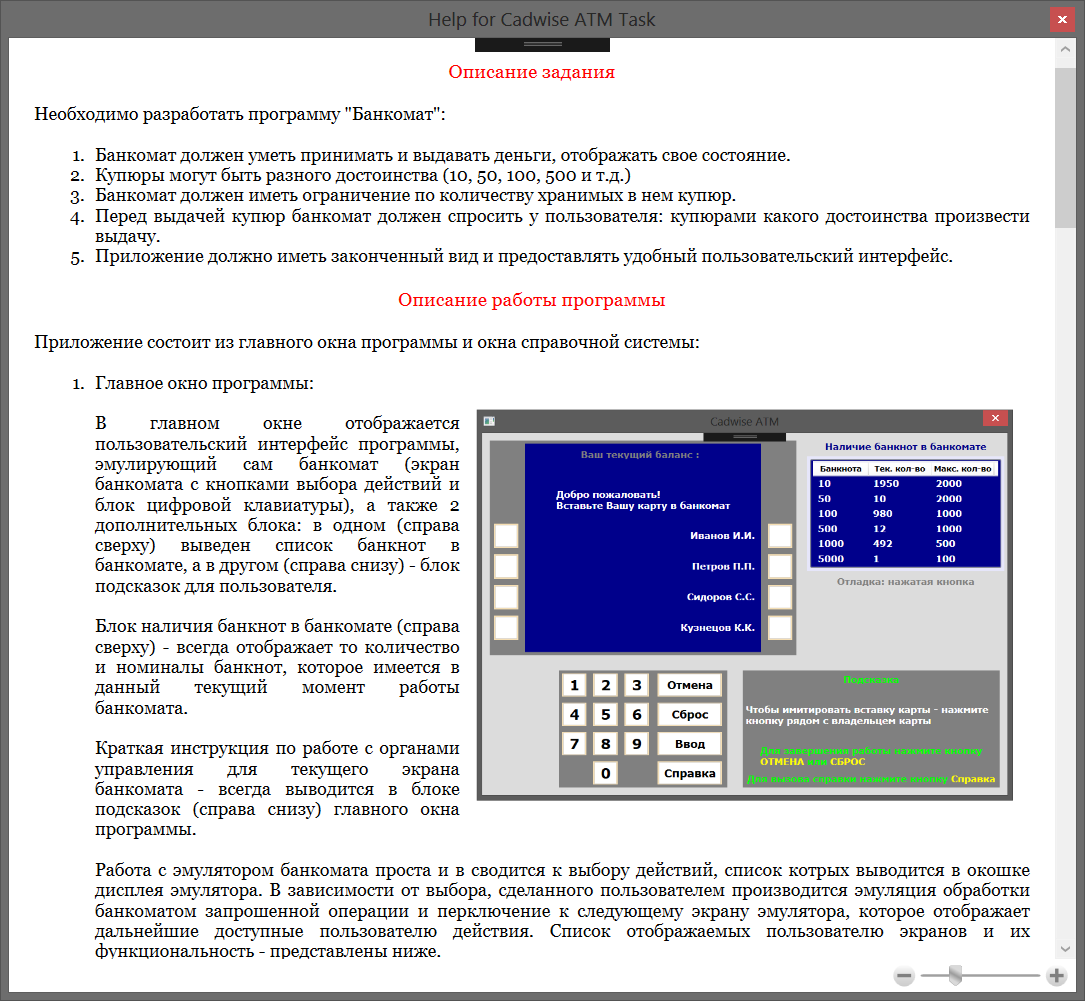 Help for Cadwise ATM Task
Описание задания
Необходимо разработать программу "Банкомат":
1. Банкомат должен уметь принимать и выдавать деньги, отображать свое состояние.
2. Купюры могут быть разного достоинства (10, 50, 100, 500 и т.д.)
3. Банкомат должен иметь ограничение по количеству хранимых в нем купюр.
4. Перед выдачей купюр банкомат должен спросить у пользователя: купюрами какого достоинства произвести
выдачу.
5. Приложение должно иметь законченный вид и предоставлять удобный пользовательский интерфейс.
Описание работы программы
Приложение состоит из главного окна программы и окна справочной системы:
1. Главное окно программы:
В главном окне отображается
пользовательский интерфейс программы,
эмулирующий сам банкомат (экран
банкомата с кнопками выбора действий и
блок цифровой клавиатуры), а также 2
дополнительных блока: в одном (справа
сверху) выведен список банкнот в
банкомате, а в другом (справа снизу) - блок
подсказок для пользователя.
Блок наличия банкнот в банкомате (справа
сверху) - всегда отображает то количество
и номиналы банкнот, которое имеется в
данный текущий момент работы
банкомата.
Краткая инструкция по работе с органами
управления для текущего экрана
банкомата - всегда выводится в блоке
подсказок (справа снизу) главного окна
программы.
Cadwise ATM
Ваш текущий баланс :
Добро пожаловать!
Вставьте Вашу карту в банкомат
Иванов И.И.
Петров П.П.
Сидоров С.С.
Кузнецов К.К.
Наличие банкнот в банкомате
Банкнота Тек. кол-во Макс. кол-во
10 1950 2000
50 10 2000
100 980 1000
500 12 1000
1000 492 500
5000 1 100
Отладка: нажатая кнопка
1 2 3 Отмена
4 5 6 Сброс
7 8 9 Ввод
0 Справка
Подсказка
Чтобы имитировать вставку карты - нажмите
кнопку рядом с владельцем карты
Для завершения работы нажмите кнопку
ОТМЕНА или СБРОС
Для вызова справки нажмите кнопку Справка
Работа с эмулятором банкомата проста и в сводится к выбору действий, список котрых выводится в окошке
дисплея эмулятора. В зависимости от выбора, сделанного пользователем производится эмуляция обработки
банкоматом запрошенной операции и перключение к следующему экрану эмулятора, которое отображает
дальнейшие доступные пользователю действия. Список отображаемых пользователю экранов и их
функциональность - представлены ниже.